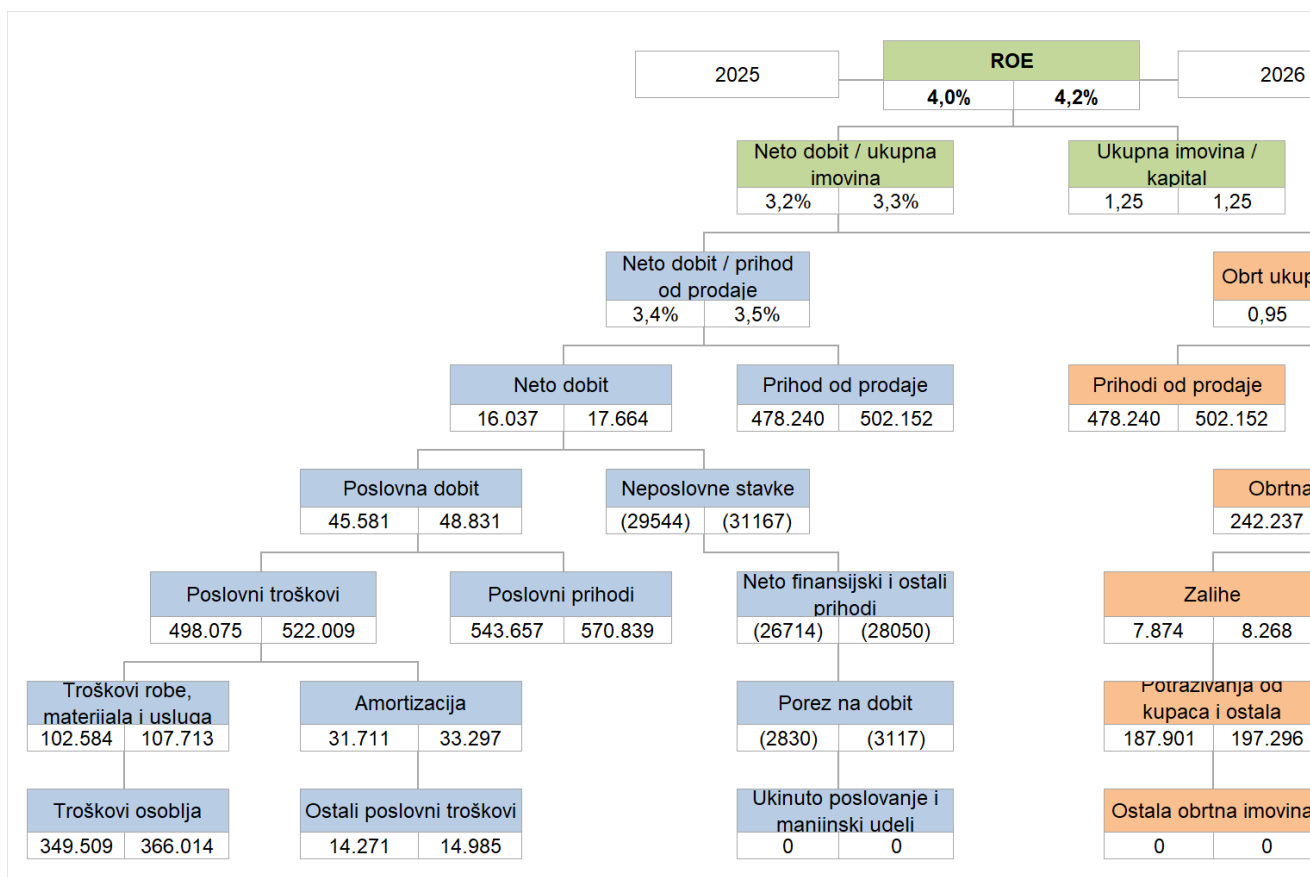 ROE
2025
2026
4,0% 4,2%
Neto dobit / ukupna
imovina
Ukupna imovina /
kapital
3,2% 3,3%
1,25 1,25
Neto dobit / prihod
od prodaje
Obrt ukup
3,4% 3,5%
0,95
Neto dobit
Prihod od prodaje
Prihodi od prodaje
16.037 17.664
478.240 502.152
478.240 502.152
Poslovna dobit
Neposlovne stavke
Obrtna
45.581 48.831
(29544) (31167)
242.237
Poslovni troškovi
Poslovni prihodi
Neto finansijski i ostali
prihodi
Zalihe
498.075 522.009
543.657 570.839
(26714) (28050)
7.874 8.268
Troškovi robe,
materijala i usluga
Amortizacija
Porez na dobit
Potraživanja od
kupaca i ostala
102.584 107.713
31.711 33.297
(2830) (3117)
187.901 197.296
Troškovi osoblja
Ostali poslovni troškovi
Ukinuto poslovanje i
manjinski udeli
Ostala obrtna imovina
349.509 366.014
14.271 14.985
0 0
0 0